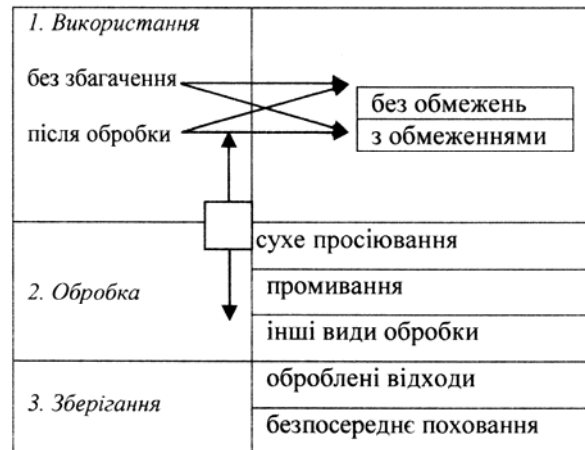 1. Використання
без збагачення
без обмежень
після обробки
з обмеженнями
сухе просіювання
2. Обробка
промивання
інші види обробки
3. Зберігання
оброблені відходи
безпосереднє поховання